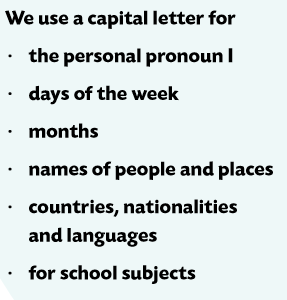 We use a capital letter for
· the personal pronoun I
· days of the week
· months
· names of people and places
· countries, nationalities
and languages
· for school subjects